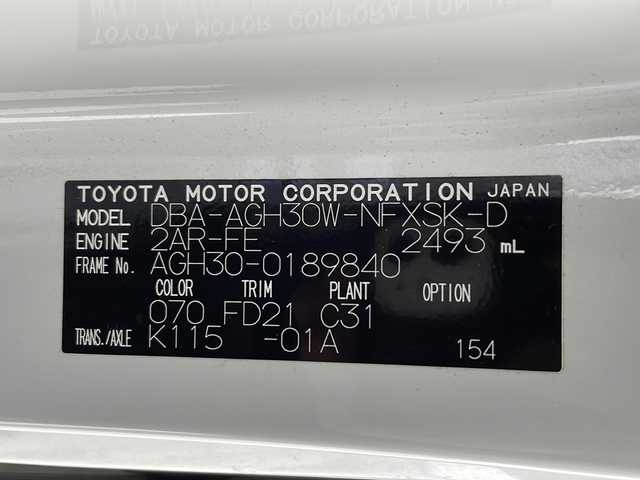 TOYOTA MOTOR CORPORATION JAPAN
MODEL DBA-AGH30W-NFXSK-D
ENGINE 2AR-FE 2493 mL
FRAME No. AGH30-0189840
COLOR TRIM PLANT OPTION
070 FD21 C31
TRANS./AXLE K115 -01A 154